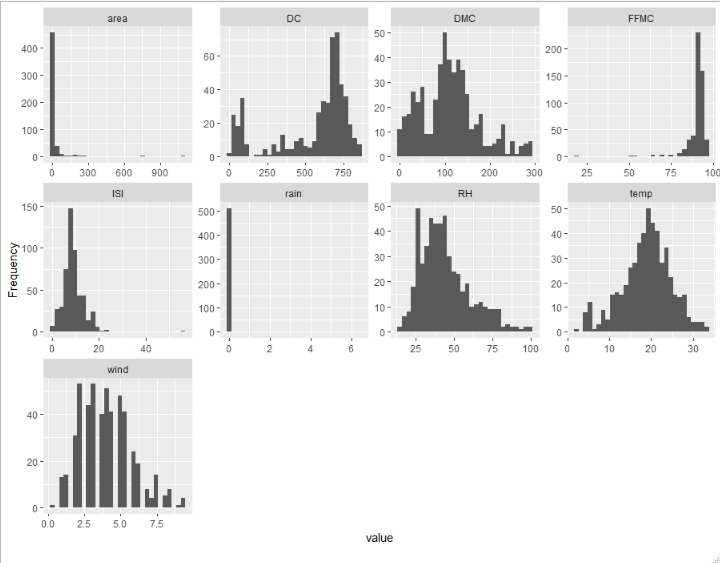 area
DC
DMC
FFMC
400
300
200
100
0
0 300 600 900
60
40
20
0
0 250 500 750
50
40
30
20
10
0
0 100 200 300
200
150
100
50
0
25 50 75 100
ISI
rain
RH
temp
Frequency
150
100
50
0
0 20 40
500
400
300
200
100
0
0 2 4 6
50
40
30
20
10
0
25 50 75 100
50
40
30
20
10
0
0 10 20 30
wind
40
20
0
0.0 2.5 5.0 7.5
value